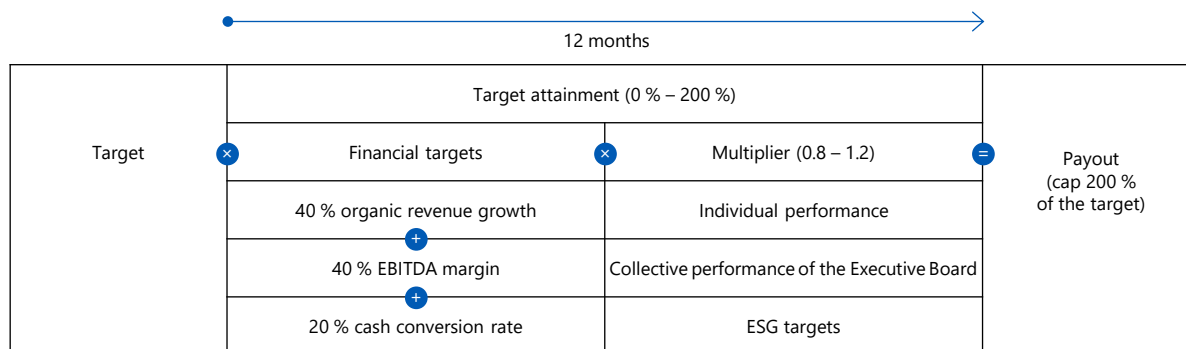 12 months
Target attainment (0 % – 200 %)
Target
×
Financial targets
×
Multiplier (0.8 – 1.2)
=
Payout
(cap 200 %
of the target)
40 % organic revenue growth
Individual performance
+
40 % EBITDA margin
Collective performance of the Executive Board
+
20 % cash conversion rate
ESG targets